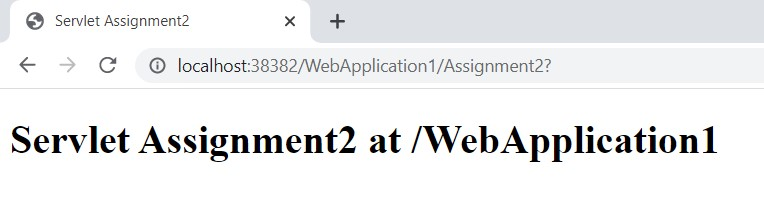 Servlet Assignment2
localhost:38382/WebApplication1/Assignment2?
Servlet Assignment2 at /WebApplication1